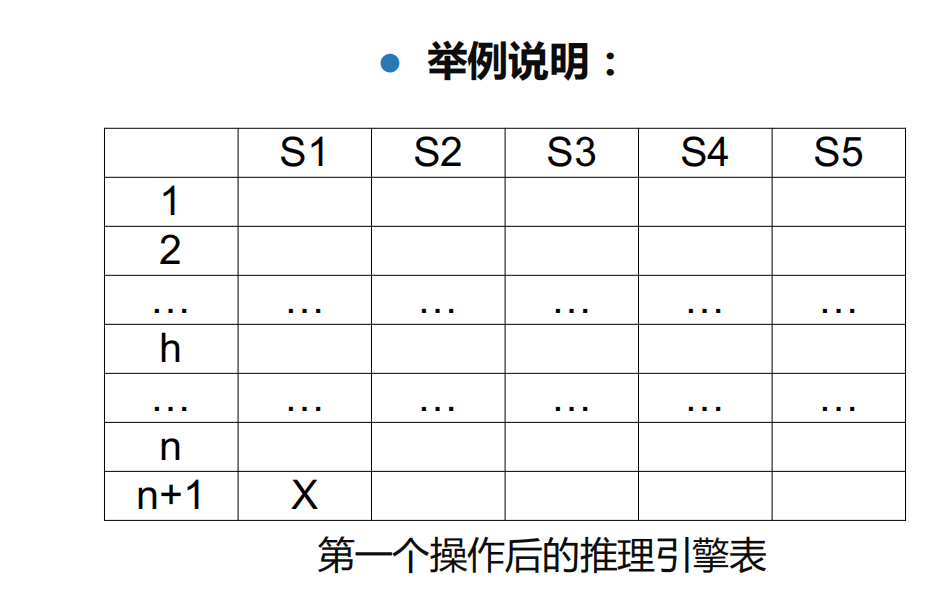 ● 举例说明：
S1 S2 S3 S4 S5
1
2
… … … … … …
h
… … … … … …
n
n+1 X
第一个操作后的推理引擎表